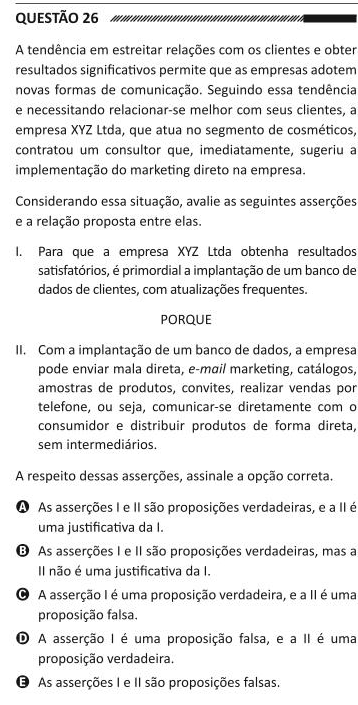 QUESTÃO 26
A tendência em estreitar relações com os clientes e obter
resultados significativos permite que as empresas adotem
novas formas de comunicação. Seguindo essa tendência
e necessitando relacionar-se melhor com seus clientes, a
empresa XYZ Ltda, que atua no segmento de cosméticos,
contratou um consultor que, imediatamente, sugeriu a
implementação do marketing direto na empresa.
Considerando essa situação, avalie as seguintes asserções
e a relação proposta entre elas.
I. Para que a empresa XYZ Ltda obtenha resultados
satisfatórios, é primordial a implantação de um banco de
dados de clientes, com atualizações frequentes.
PORQUE
II. Com a implantação de um banco de dados, a empresa
pode enviar mala direta, e-mail marketing, catálogos,
amostras de produtos, convites, realizar vendas por
telefone, ou seja, comunicar-se diretamente com o
consumidor e distribuir produtos de forma direta,
sem intermediários.
A respeito dessas asserções, assinale a opção correta.
A As asserções I e II são proposições verdadeiras, e a II é
uma justificativa da I.
B As asserções I e II são proposições verdadeiras, mas a
II não é uma justificativa da I.
C A asserção I é uma proposição verdadeira, e a II é uma
proposição falsa.
D A asserção I é uma proposição falsa, e a II é uma
proposição verdadeira.
E As asserções I e II são proposições falsas.